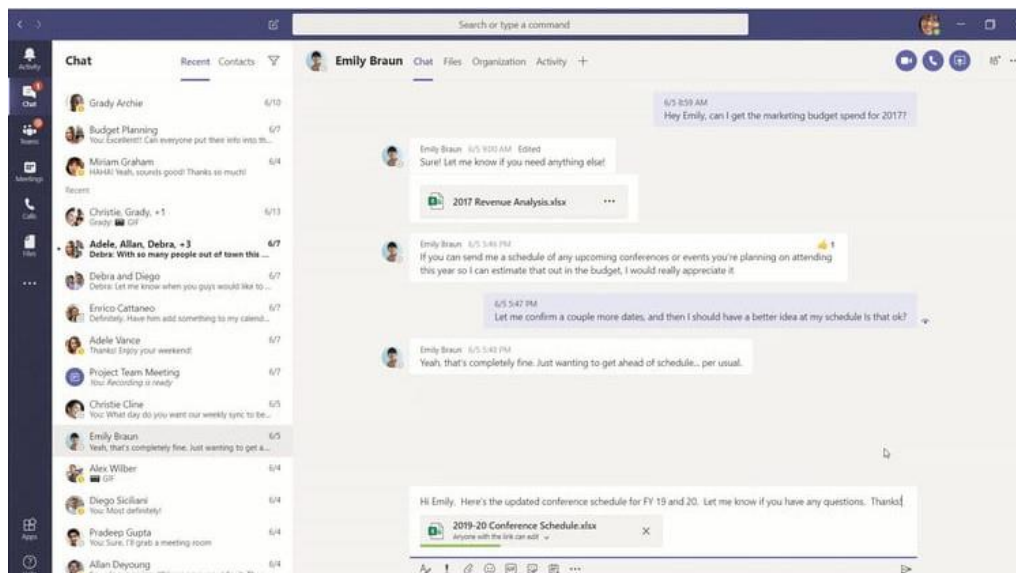 Search or type a command
Activity
Chat
Teams
Meetings
Calls
Files
Apps
Chat
Recent
Contacts
Grady Archie 6/10
Budget Planning 6/7
You: Excellent!! Can everyone put their info into th...
Miriam Graham 6/4
HAHA! Yeah, sounds good! Thanks so much!
Recent
Christie, Grady, +1 6/13
Grady: GIF
Adele, Allan, Debra, +3 6/7
Debra: With so many people out of town this ...
Debra and Diego 6/7
Debra: Let me know when you guys would like to ...
Enrico Cattaneo 6/7
Definitely. Have him add something to my calend...
Adele Vance 6/7
Thanks! Enjoy your weekend!
Project Team Meeting 6/7
You: Recording is ready
Christie Cline 6/5
You: What day do you want our weekly sync to be...
Emily Braun 6/5
Yeah, that's completely fine. Just wanting to get a...
Alex Wilber 6/4
GIF
Diego Siciliani 6/4
You: Most definitely!
Pradeep Gupta 6/4
You: Sure, I'll grab a meeting room
Allan Deyoung 6/4
Emily Braun Chat Files Organization Activity +
6/5 8:59 AM
Hey Emily, can I get the marketing budget spend for 2017?
Emily Braun 6/5 9:00 AM Edited
Sure! Let me know if you need anything else!
2017 Revenue Analysis.xlsx ...
Emily Braun 6/5 5:46 PM 1
If you can send me a schedule of any upcoming conferences or events you're planning on attending
this year so I can estimate that out in the budget, I would really appreciate it
6/5 5:47 PM
Let me confirm a couple more dates, and then I should have a better idea at my schedule Is that ok?
Emily Braun 6/5 5:48 PM
Yeah, that's completely fine. Just wanting to get ahead of schedule... per usual.
Hi Emily. Here's the updated conference schedule for FY 19 and 20. Let me know if you have any questions. Thanks!
2019-20 Conference Schedule.xlsx
Anyone with the link can edit